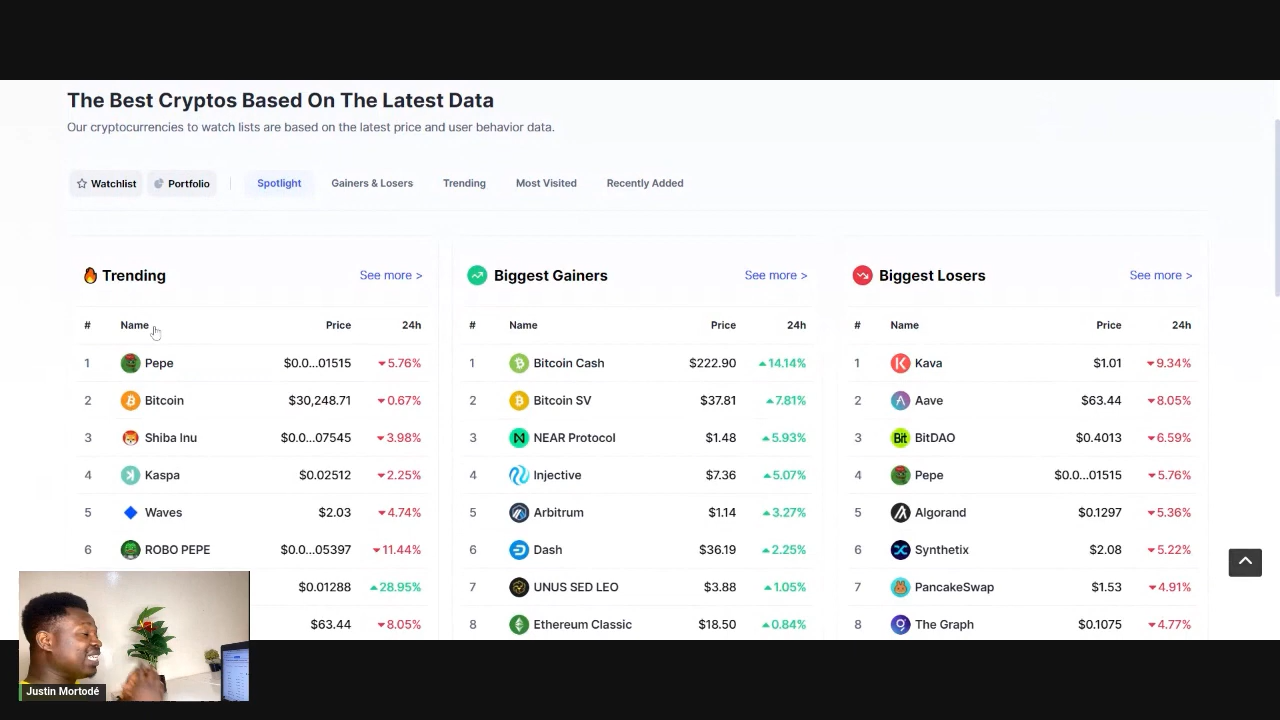 The Best Cryptos Based On The Latest Data
Our cryptocurrencies to watch lists are based on the latest price and user behavior data.
Watchlist Portfolio Spotlight Gainers & Losers Trending Most Visited Recently Added
Trending See more >
# Name Price 24h
1 Pepe $0.0...01515 5.76%
2 Bitcoin $30,248.71 0.67%
3 Shiba Inu $0.0...07545 3.98%
4 Kaspa $0.02512 2.25%
5 Waves $2.03 4.74%
6 ROBO PEPE $0.0...05397 11.44%
$0.01288 28.95%
$63.44 8.05%
Biggest Gainers See more >
# Name Price 24h
1 Bitcoin Cash $222.90 14.14%
2 Bitcoin SV $37.81 7.81%
3 NEAR Protocol $1.48 5.93%
4 Injective $7.36 5.07%
5 Arbitrum $1.14 3.27%
6 Dash $36.19 2.25%
7 UNUS SED LEO $3.88 1.05%
8 Ethereum Classic $18.50 0.84%
Biggest Losers See more >
# Name Price 24h
1 Kava $1.01 9.34%
2 Aave $63.44 8.05%
3 Bit BitDAO $0.4013 6.59%
4 Pepe $0.0...01515 5.76%
5 Algorand $0.1297 5.36%
6 Synthetix $2.08 5.22%
7 PancakeSwap $1.53 4.91%
8 The Graph $0.1075 4.77%
Justin Mortodé